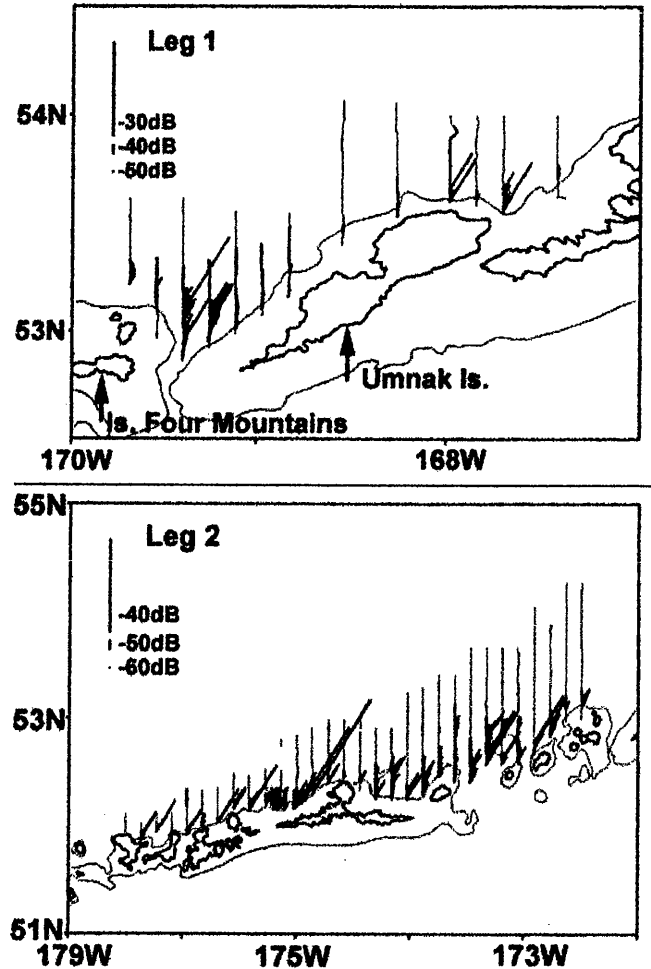 Leg 1
54N
-30dB
-40dB
-50dB
53N
Umnak Is.
Is. Four Mountains
170W 168W
55N
Leg 2
-40dB
-50dB
-60dB
53N
51N
179W 175W 173W